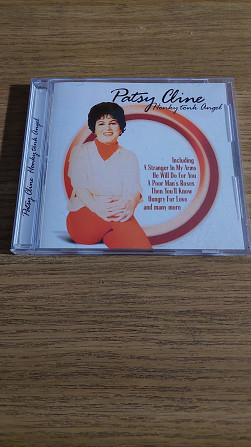 Patsy Cline
Honky tonk Angel
Including
A Stranger In My Arms
He Will Do For You
A Poor Man's Roses
Then You'll Know
Hungry For Love
and many more
Patsy Cline Honky tonk Angel